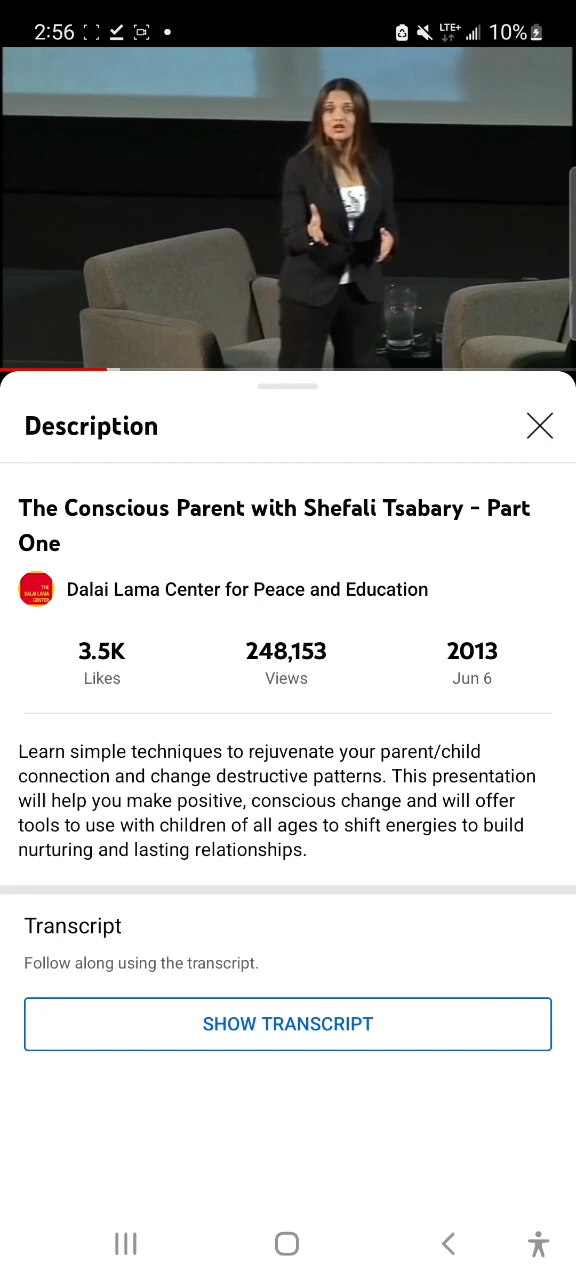 2:56
LTE+
10%
Description
The Conscious Parent with Shefali Tsabary - Part
One
THE
DALAI LAMA
CENTER
Dalai Lama Center for Peace and Education
3.5K
248,153
2013
Likes
Views
Jun 6
Learn simple techniques to rejuvenate your parent/child
connection and change destructive patterns. This presentation
will help you make positive, conscious change and will offer
tools to use with children of all ages to shift energies to build
nurturing and lasting relationships.
Transcript
Follow along using the transcript.
SHOW TRANSCRIPT